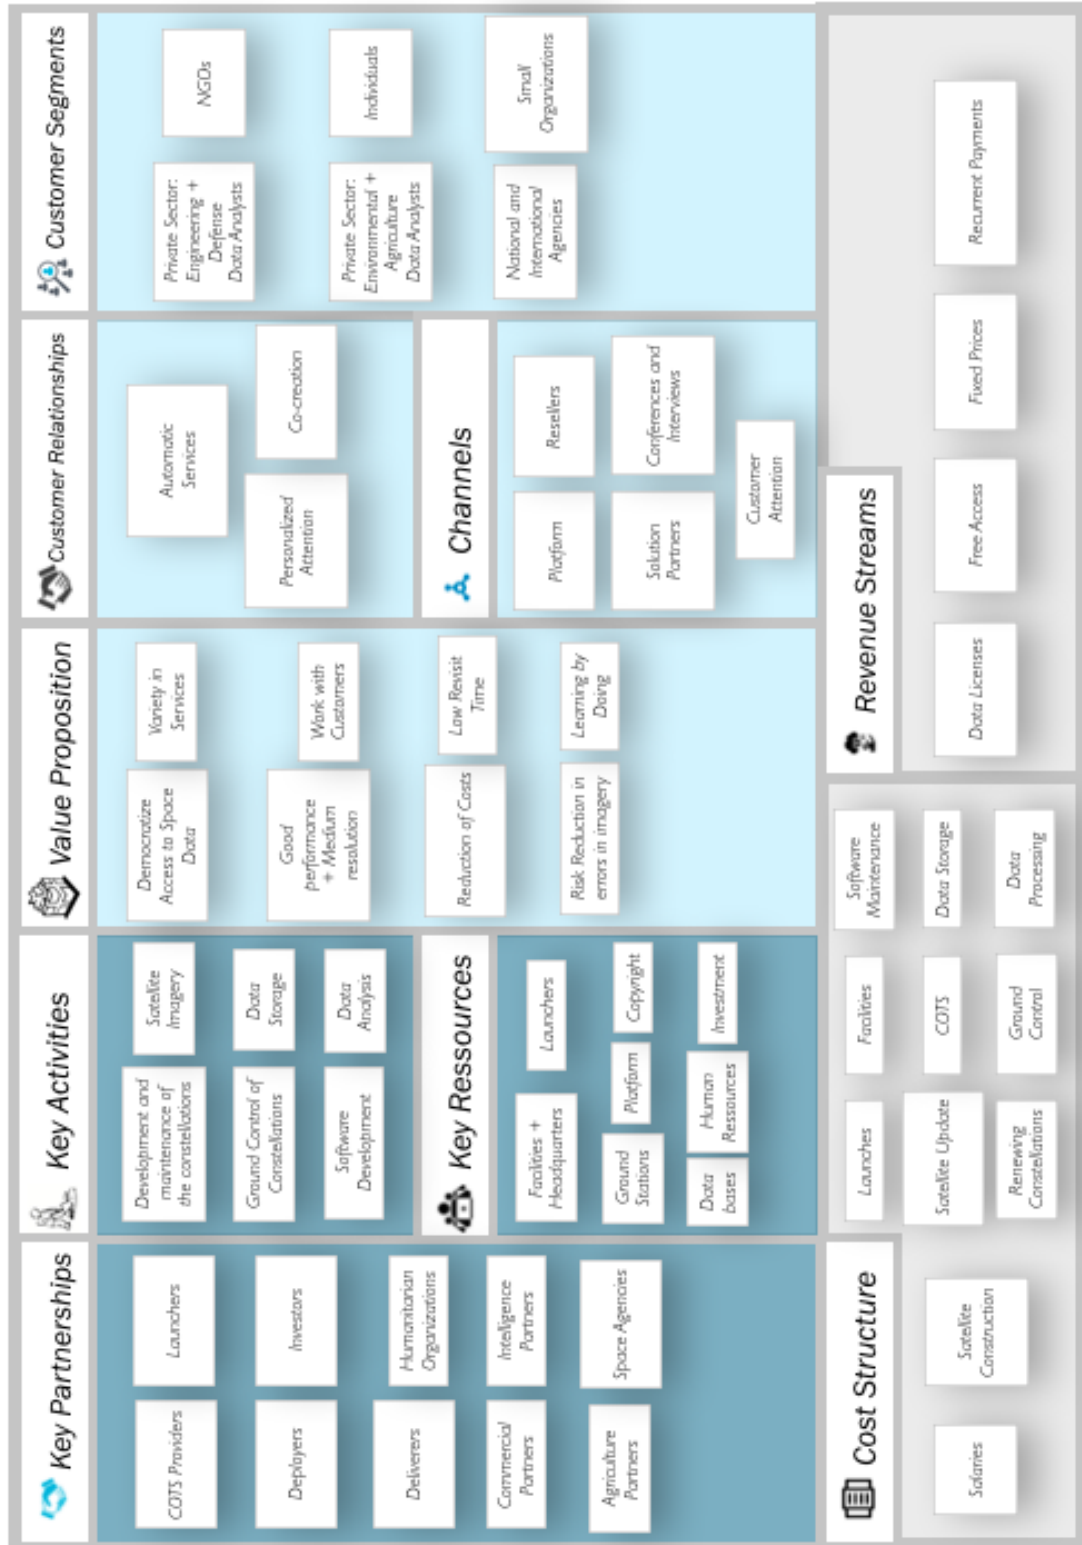 Key Partnerships
COTS Providers
Launchers
Deployers
Investors
Deliverers
Humanitarian
Organizations
Commercial
Partners
Intelligence
Partners
Agriculture
Partners
Space Agencies
Key Activities
Development and
maintenance of
the constellations
Satellite
Imagery
Ground Control of
Constellations
Data
Storage
Software
Development
Data
Analysis
Key Ressources
Facilities +
Headquarters
Launchers
Ground
Stations
Platform
Copyright
Data
bases
Human
Ressources
Investment
Value Proposition
Democratize
Access to Space
Data
Variety in
Services
Good
performance
+ Medium
resolution
Work with
Customers
Reduction of Costs
Low Revisit
Time
Risk Reduction in
errors in imagery
Learning by
Doing
Customer Relationships
Automatic
Services
Personalized
Attention
Co-creation
Channels
Platform
Resellers
Solution
Partners
Conferences and
Interviews
Customer
Attention
Customer Segments
Private Sector:
Engineering +
Defense
Data Analysts
NGOs
Private Sector:
Environmental +
Agriculture
Data Analysts
Individuals
National and
International
Agencies
Small
Organizations
Cost Structure
Salaries
Satellite
Construction
Launches
Facilities
Software
Maintenance
Satellite Update
COTS
Data Storage
Renewing
Constellations
Ground
Control
Data
Processing
Revenue Streams
Data Licenses
Free Access
Fixed Prices
Recurrent Payments